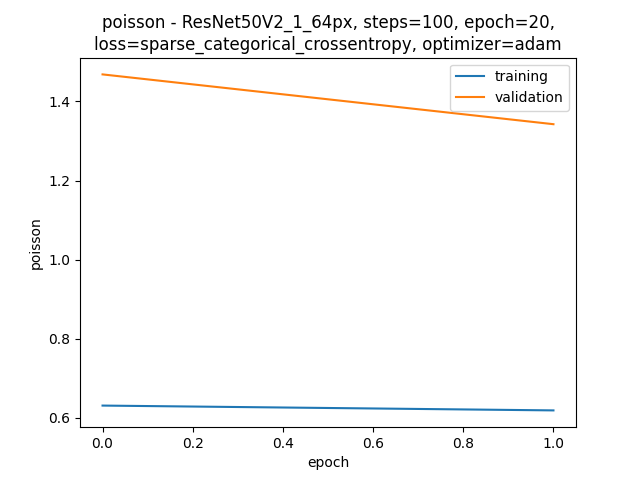 poisson - ResNet50V2_1_64px, steps=100, epoch=20,
loss=sparse_categorical_crossentropy, optimizer=adam
training
validation
1.4
1.2
1.0
0.8
0.6
poisson
0.0 0.2 0.4 0.6 0.8 1.0
epoch